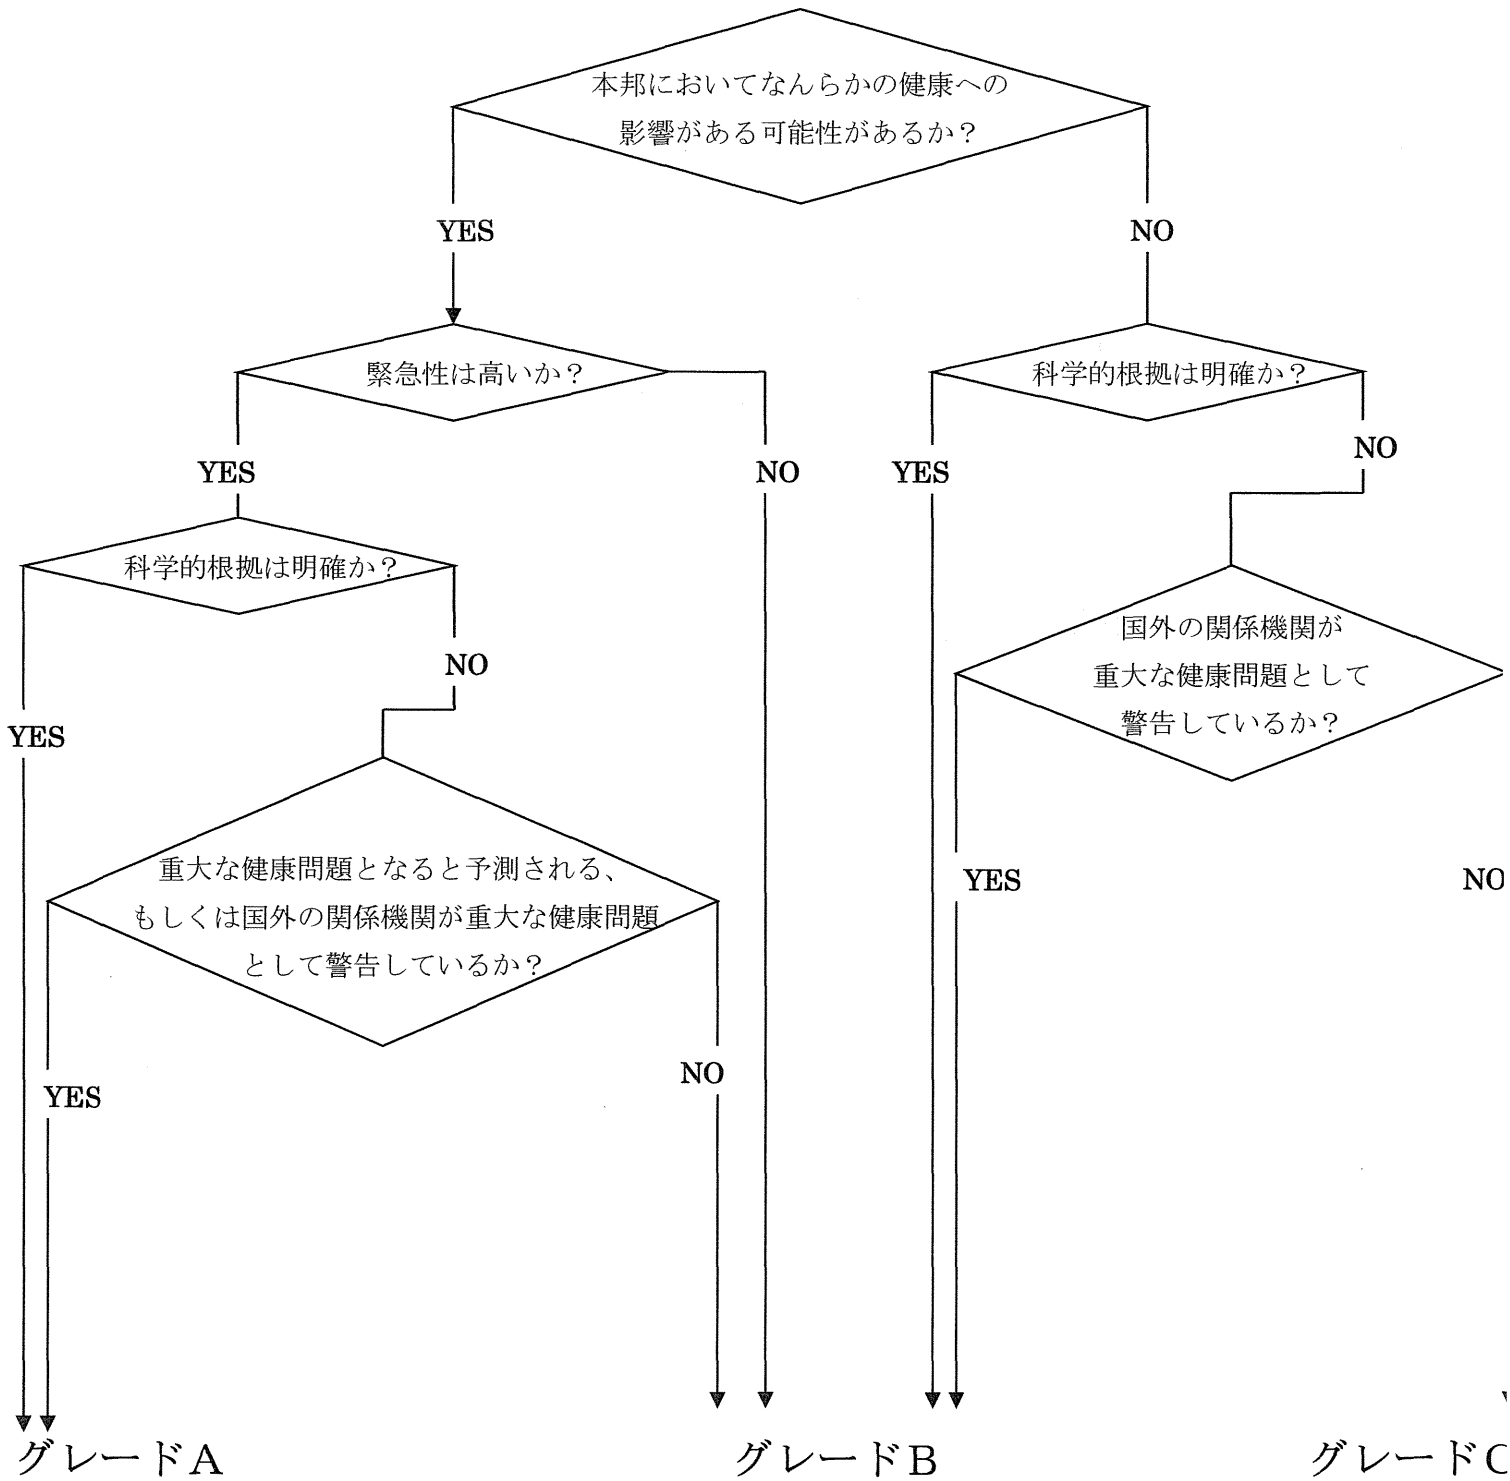 本邦においてなんらかの健康への
影響がある可能性があるか？
YES
NO
緊急性は高いか？
科学的根拠は明確か？
YES
NO
YES
NO
科学的根拠は明確か？
国外の関係機関が
重大な健康問題として
警告しているか？
NO
YES
重大な健康問題となると予測される、
もしくは国外の関係機関が重大な健康問題
として警告しているか？
YES
NO
NO
YES
グレードA
グレードB
グレードC